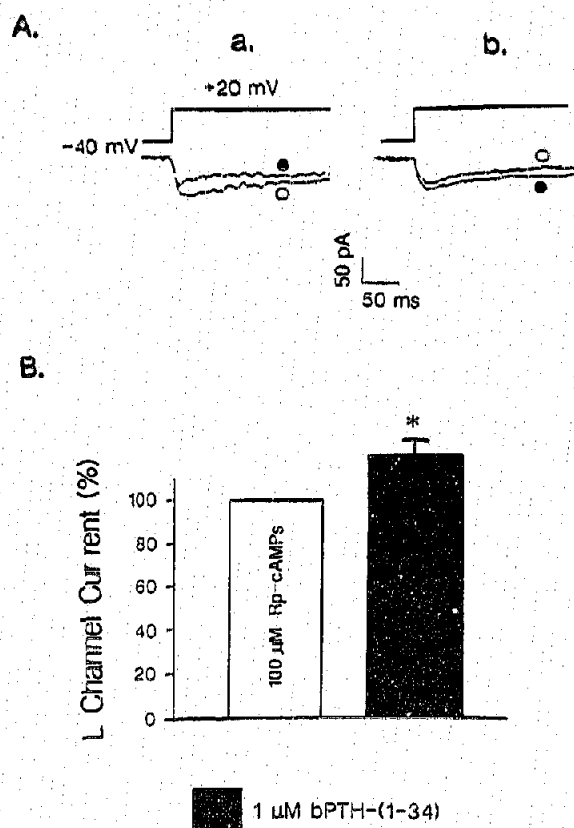 A.
a.
b.
+20 mV
-40 mV
50 pA
50 ms
B.
L Channel Current (%)
100
80
60
40
20
0
100 µM Rp-cAMPs
*
1 µM bPTH-(1-34)